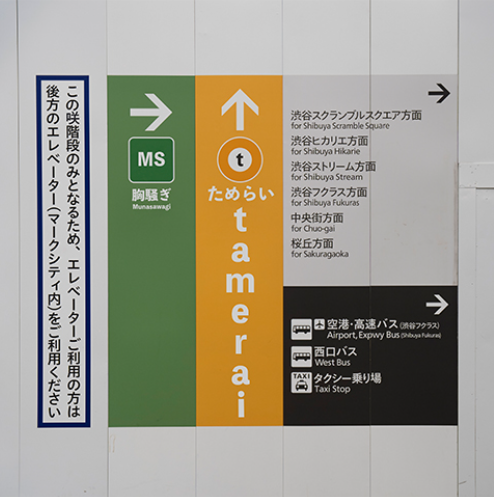 この咲階段のみとなるため、エレベーターご利用の方は
後方のエレベーター(マークシティ内)をご利用ください
→
MS
胸騒ぎ
Munasawagi
↑
t
ためらい
tamerai
→
渋谷スクランブルスクエア方面
for Shibuya Scramble Square
渋谷ヒカリエ方面
for Shibuya Hikarie
渋谷ストリーム方面
for Shibuya Stream
渋谷フクラス方面
for Shibuya Fukuras
中央街方面
for Chuo-gai
桜丘方面
for Sakuragaoka
→
空港・高速バス(渋谷フクラス)
Airport, Expwy Bus (Shibuya Fukuras)
西口バス
West Bus
TAXI
タクシー乗り場
Taxi Stop